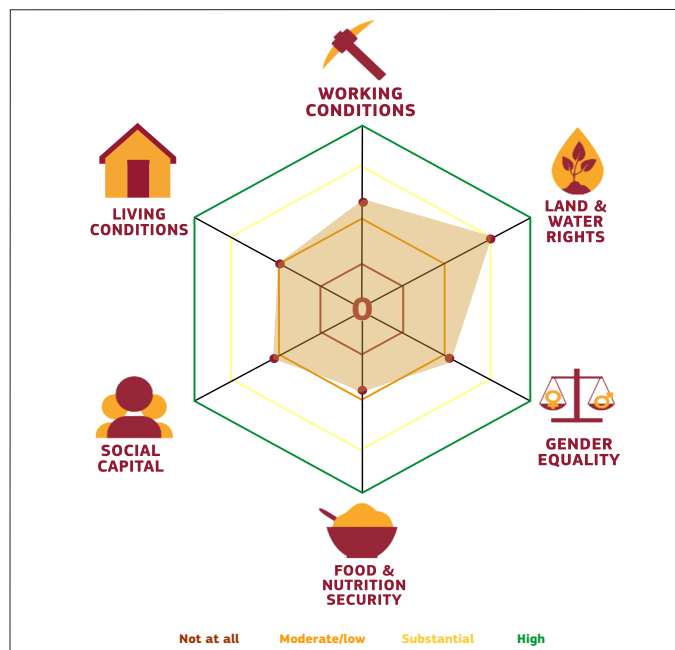 WORKING
CONDITIONS
LAND &
WATER
RIGHTS
LIVING
CONDITIONS
0
SOCIAL
CAPITAL
GENDER
EQUALITY
FOOD &
NUTRITION
SECURITY
Not at all Moderate/low Substantial High